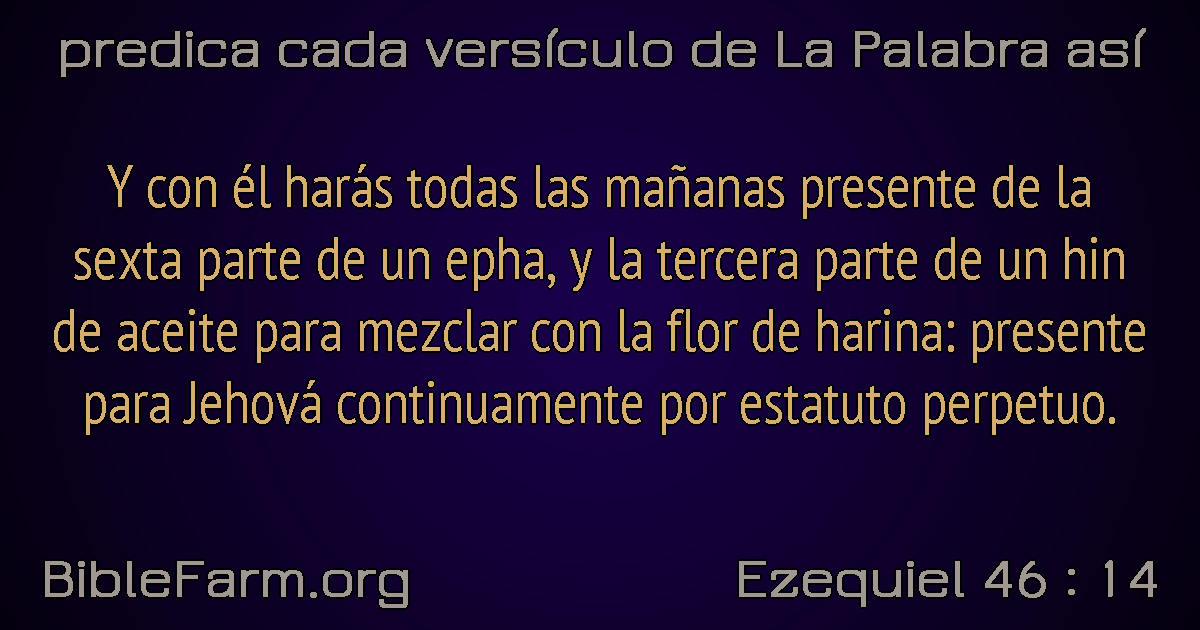 predica cada versículo de La Palabra así
Y con él harás todas las mañanas presente de la
sexta parte de un epha, y la tercera parte de un hin
de aceite para mezclar con la flor de harina: presente
para Jehová continuamente por estatuto perpetuo.
BibleFarm.org
Ezequiel 46 : 14